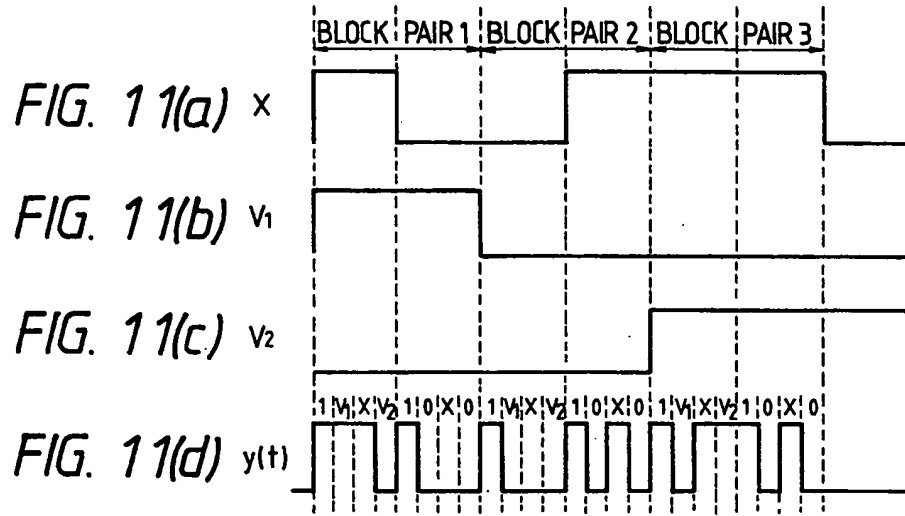 BLOCK PAIR 1 BLOCK PAIR 2 BLOCK PAIR 3
FIG. 11(a) X
FIG. 11(b) V1
FIG. 11(c) V2
1 V1 X V2 1 0 X 0 1 V1 X V2 1 0 X 0 1 V1 X V2 1 0 X 0
FIG. 11(d) y(t)